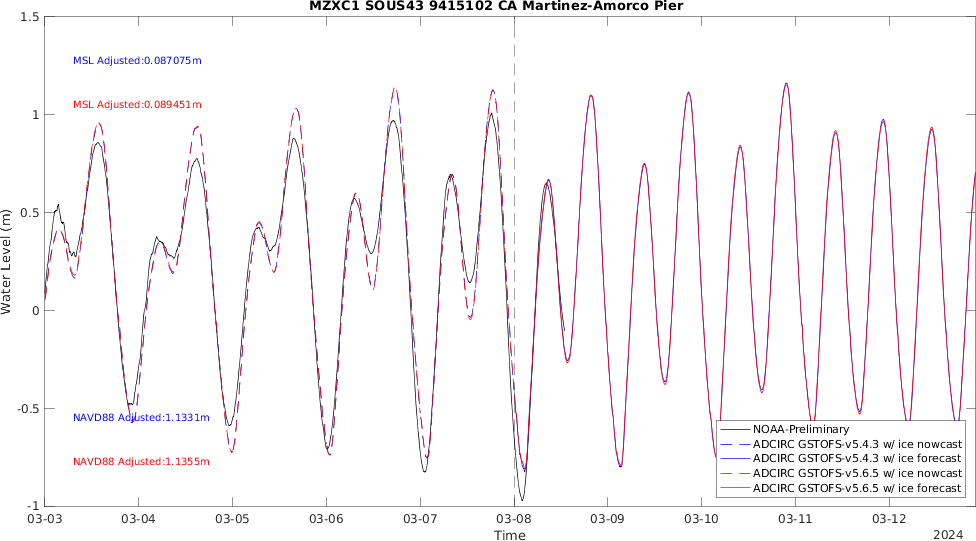 MZXC1 SOUS43 9415102 CA Martinez-Amorco Pier
1.5
MSL Adjusted:0.087075m
MSL Adjusted:0.089451m
1
0.5
Water Level (m)
0
-0.5
NAVD88 Adjusted:1.1331m
NAVD88 Adjusted:1.1355m
-1
NOAA-Preliminary
ADCIRC GSTOFS-v5.4.3 w/ ice nowcast
ADCIRC GSTOFS-v5.4.3 w/ ice forecast
ADCIRC GSTOFS-v5.6.5 w/ ice nowcast
ADCIRC GSTOFS-v5.6.5 w/ ice forecast
03-03 03-04 03-05 03-06 03-07 03-08 03-09 03-10 03-11 03-12
Time
2024